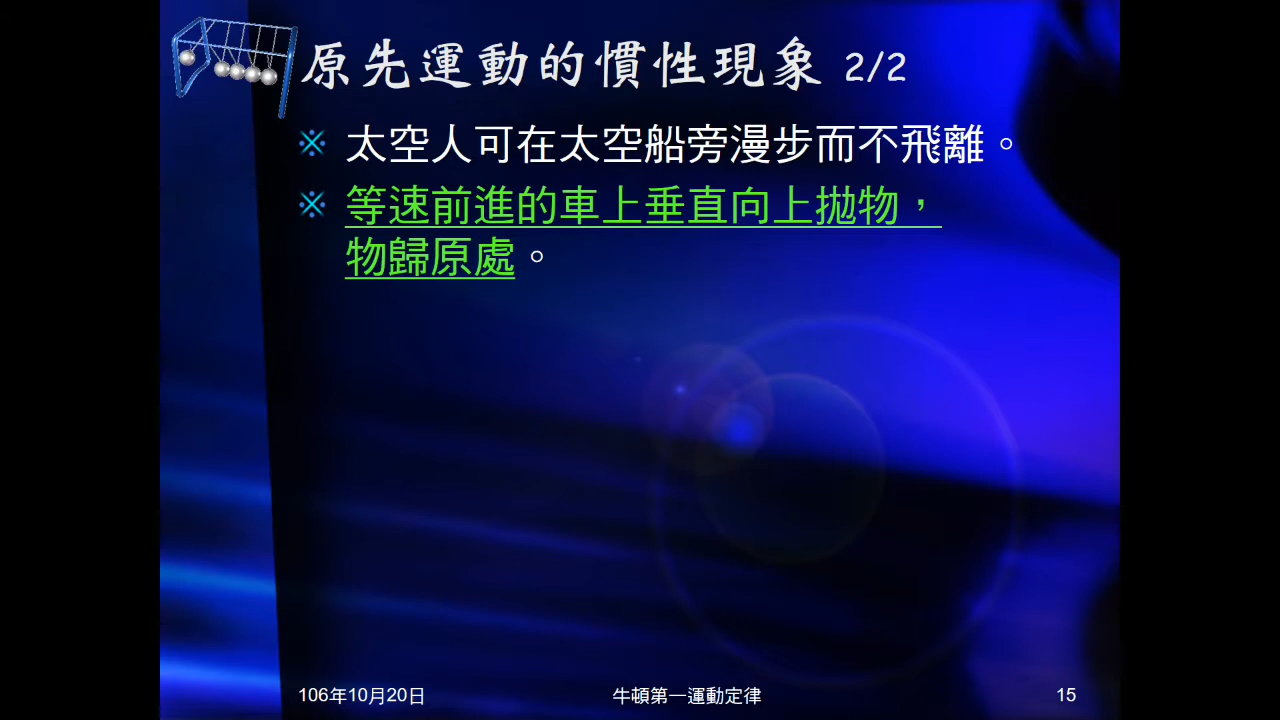 原先運動的慣性現象 2/2
※ 太空人可在太空船旁漫步而不飛離。
※ 等速前進的車上垂直向上拋物，
物歸原處。
106年10月20日 牛頓第一運動定律 15